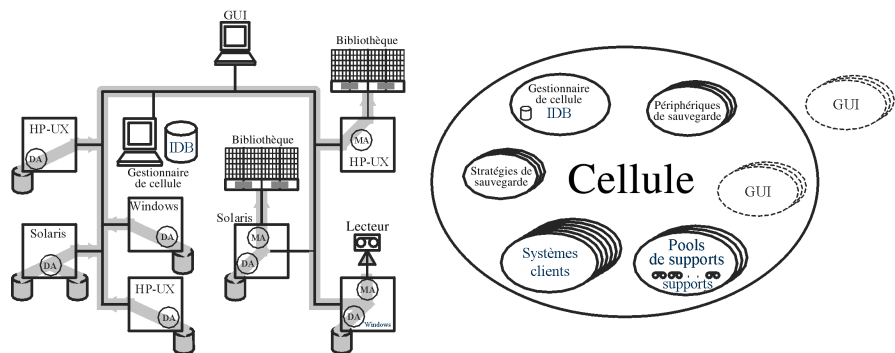 GUI
Bibliothèque
HP-UX
DA
IDB
Gestionnaire
de cellule
Bibliothèque
MA
HP-UX
Windows
DA
Solaris
DA
Solaris
MA
DA
Lecteur
HP-UX
DA
MA
DA
Windows
Gestionnaire
de cellule
IDB
Périphériques
de sauvegarde
GUI
Stratégies de
sauvegarde
Cellule
GUI
Systèmes
clients
Pools
de supports
supports